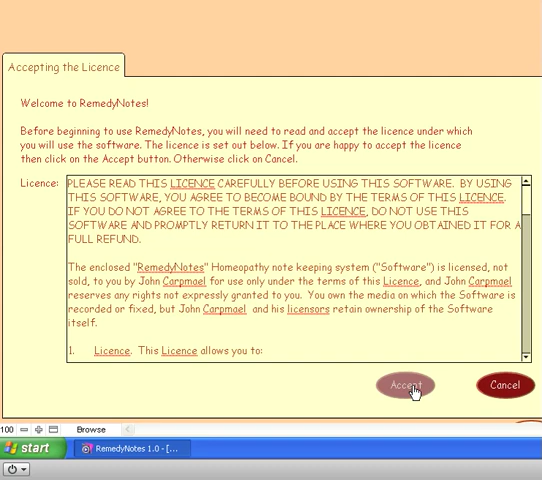 Accepting the Licence
Welcome to RemedyNotes!
Before beginning to use RemedyNotes, you will need to read and accept the licence under which
you will use the software. The licence is set out below. If you are happy to accept the licence
then click on the Accept button. Otherwise click on Cancel.
Licence:
PLEASE READ THIS LICENCE CAREFULLY BEFORE USING THIS SOFTWARE. BY USING
THIS SOFTWARE, YOU AGREE TO BECOME BOUND BY THE TERMS OF THIS LICENCE.
IF YOU DO NOT AGREE TO THE TERMS OF THIS LICENCE, DO NOT USE THIS
SOFTWARE AND PROMPTLY RETURN IT TO THE PLACE WHERE YOU OBTAINED IT FOR A
FULL REFUND.
The enclosed "RemedyNotes" Homeopathy note keeping system ("Software") is licensed, not
sold, to you by John Carpmael for use only under the terms of this Licence, and John Carpmael
reserves any rights not expressly granted to you. You own the media on which the Software is
recorded or fixed, but John Carpmael and his licensors retain ownership of the Software
itself.
1. Licence. This Licence allows you to:
Accept Cancel
100 Browse
start RemedyNotes 1.0 - [...